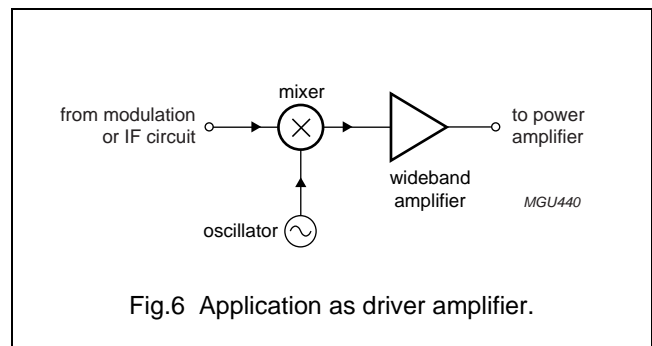 mixer
from modulation
or IF circuit
to power
amplifier
wideband
amplifier
oscillator
MGU440
Fig.6 Application as driver amplifier.